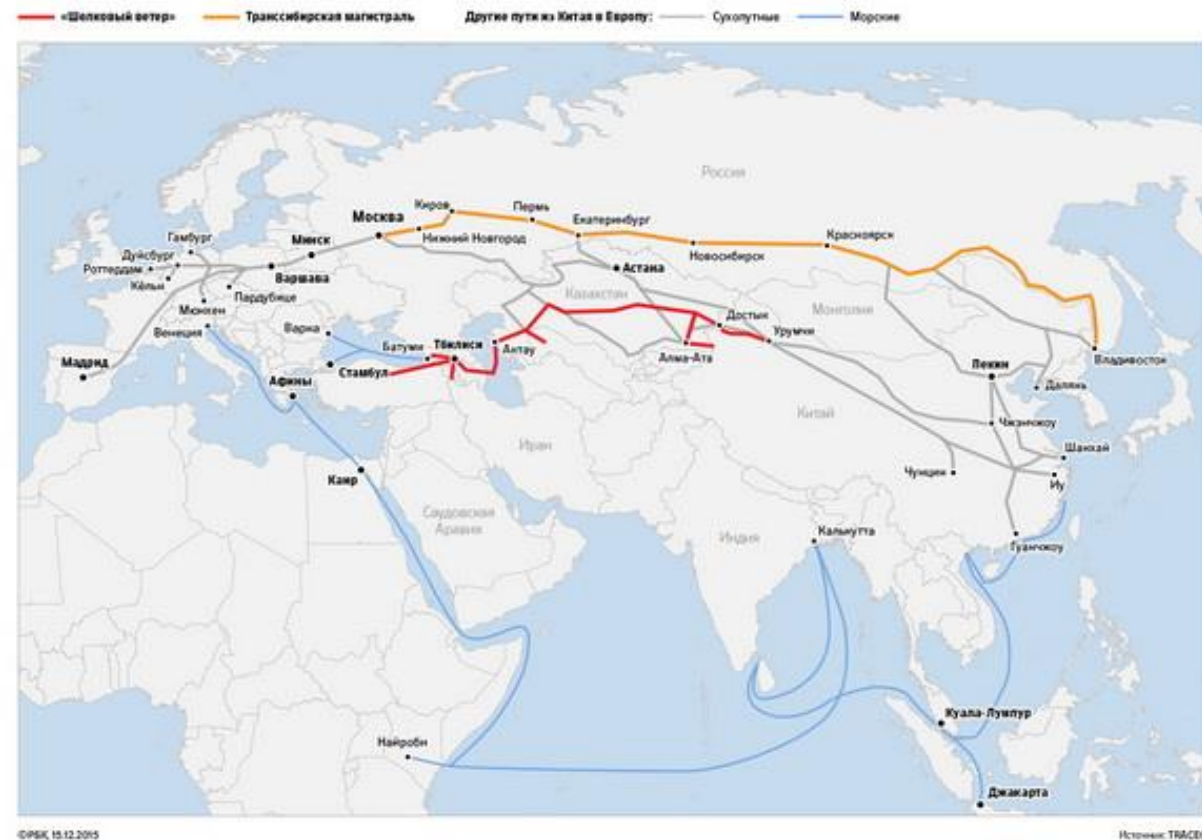 «Шелковый ветер»
Транссибирская магистраль
Другие пути из Китая в Европу:
Сухопутные
Морские
Россия
Киров
Пермь
Москва
Екатеринбург
Гамбург
Минск
Нижний Новгород
Красноярск
Дуйсбург
Новосибирск
Роттердам
Варшава
Астана
Кёльн
Пардубице
Казахстан
Мюнхен
Монголия
Достык
Венеция
Варна
Урумчи
Тбилиси
Батуми
Актау
Алма-Ата
Владивосток
Мадрид
Стамбул
Пекин
Далянь
Афины
Китай
Чжэнчжоу
Иран
Шанхай
Чунцин
Каир
Иу
Саудовская
Аравия
Калькутта
Индия
Гуанчжоу
Куала-Лумпур
Найроби
Джакарта
©РБК, 15.12.2015
Источник: TRACECA